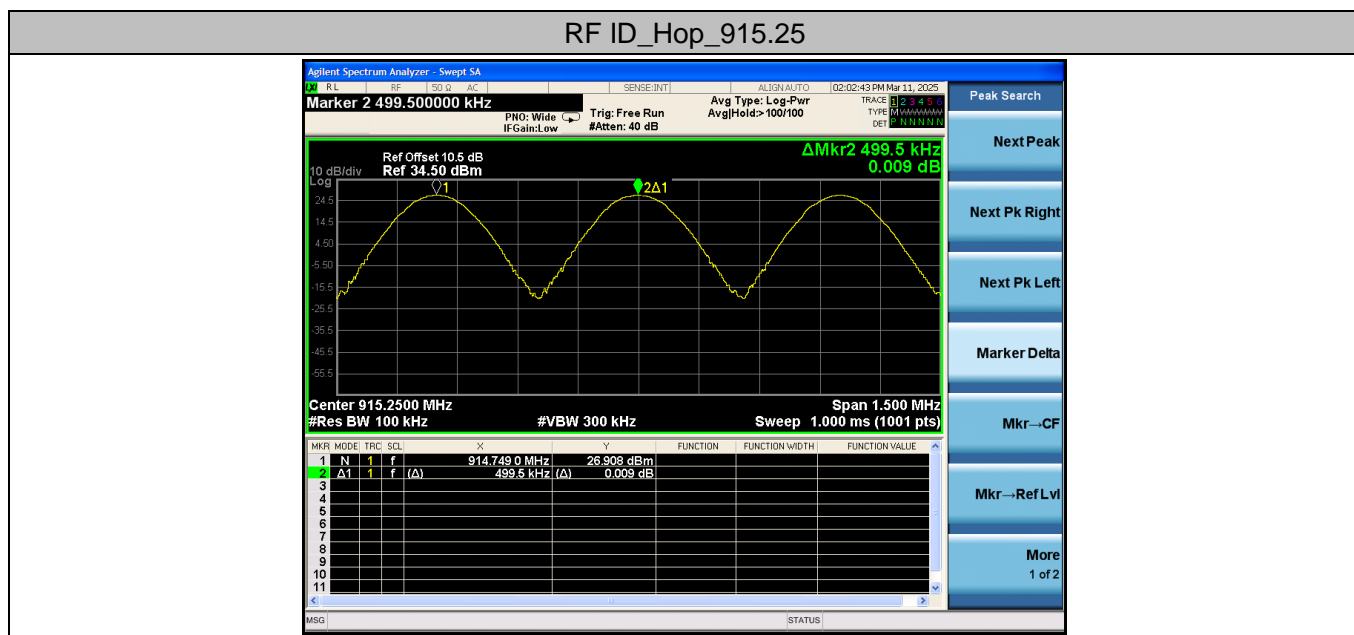 RF ID_Hop_915.25
Agilent Spectrum Analyzer - Swept SA
LXI RL RF 50 Ω AC SENSE:INT ALIGN AUTO 02:02:43 PM Mar 11, 2025
Marker 2 499.500000 kHz
PNO: Wide
IFGain:Low
Trig: Free Run
#Atten: 40 dB
Avg Type: Log-Pwr
Avg|Hold:>100/100
TRACE 1 2 3 4 5 6
TYPE M WWWWW
DET P N N N N N
Peak Search
Next Peak
Next Pk Right
Next Pk Left
Marker Delta
Mkr→CF
Mkr→Ref Lvl
More
1 of 2
ΔMkr2 499.5 kHz
0.009 dB
Ref Offset 10.5 dB
10 dB/div Ref 34.50 dBm
Log
1
2Δ1
24.5
14.5
4.50
-5.50
-15.5
-25.5
-35.5
-45.5
-55.5
Center 915.2500 MHz Span 1.500 MHz
#Res BW 100 kHz #VBW 300 kHz Sweep 1.000 ms (1001 pts)
MKR MODE TRC SCL X Y FUNCTION FUNCTION WIDTH FUNCTION VALUE
1 N 1 f 914.749 0 MHz 26.908 dBm
2 Δ1 1 f (Δ) 499.5 kHz (Δ) 0.009 dB
3
4
5
6
7
8
9
10
11
MSG STATUS